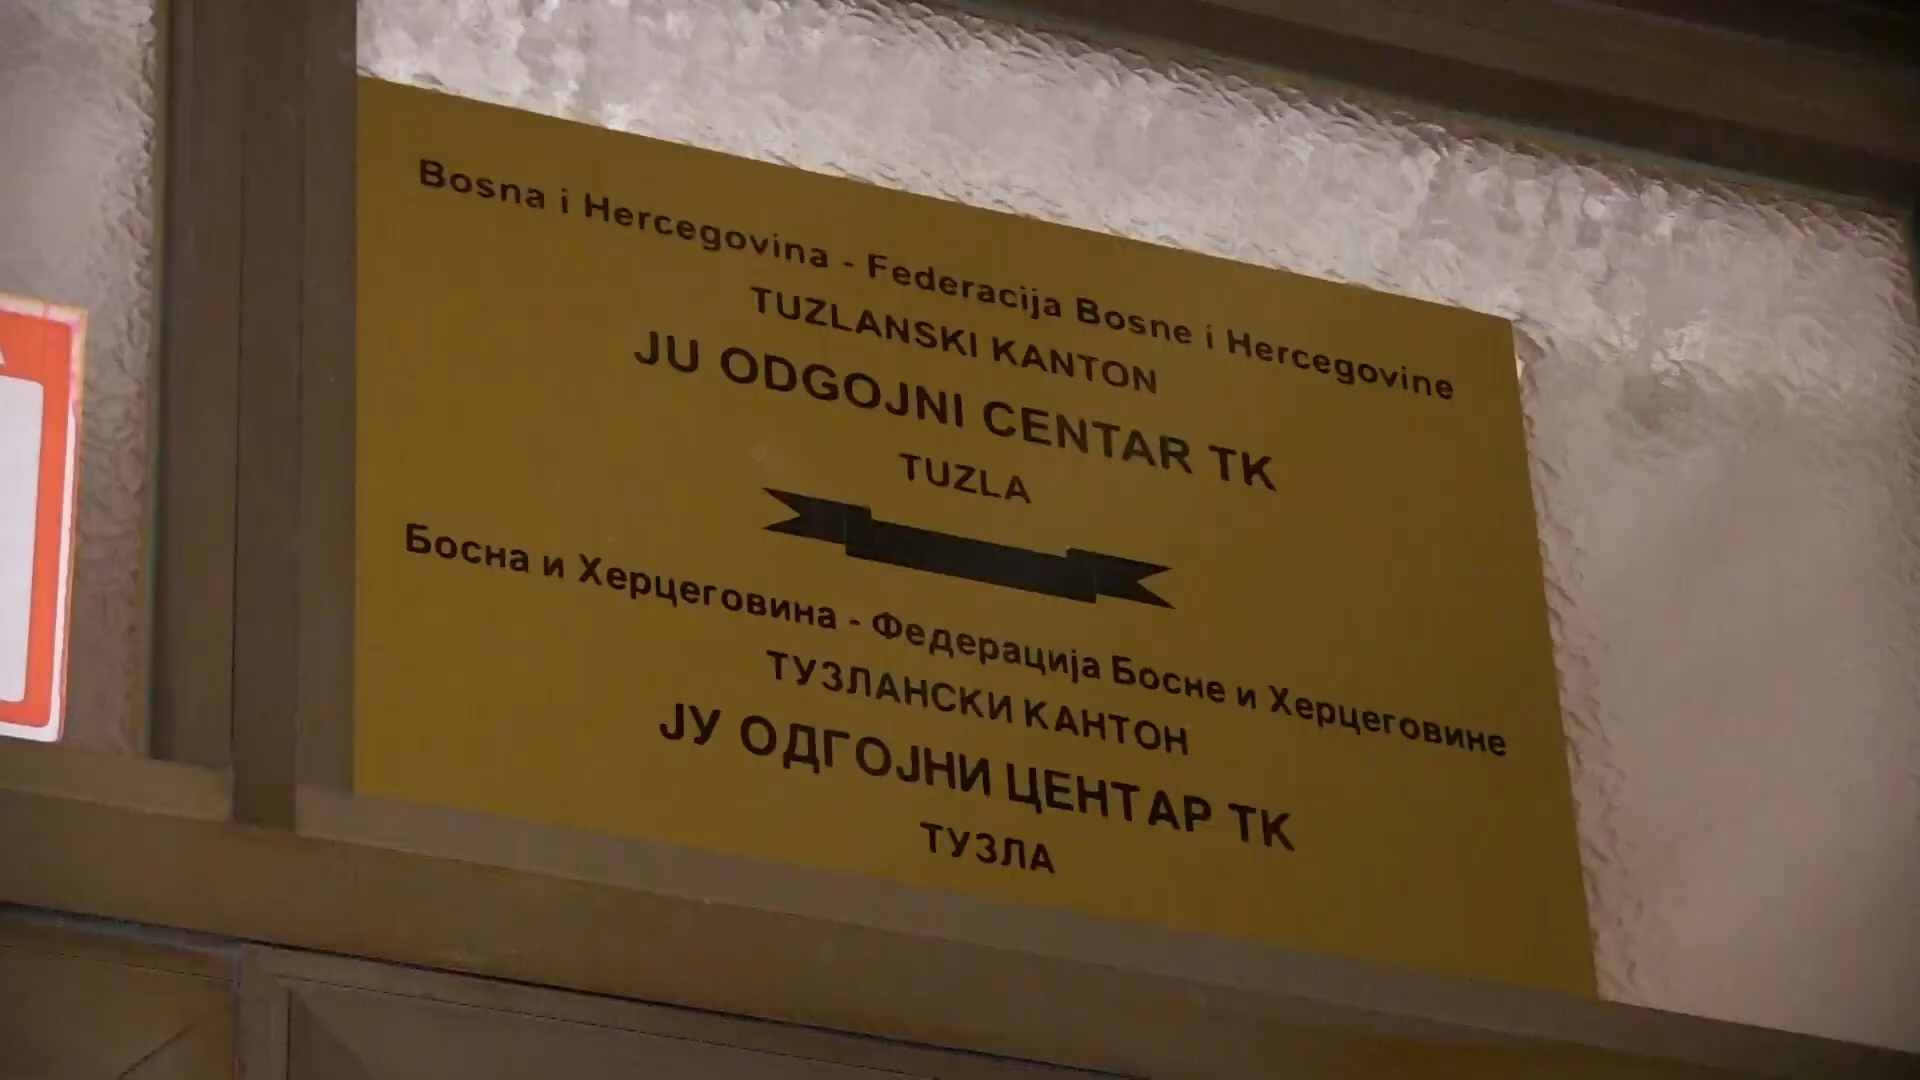 Bosna i Hercegovina - Federacija Bosne i Hercegovine
TUZLANSKI KANTON
JU ODGOJNI CENTAR TK
TUZLA
Босна и Херцеговина - Федерација Босне и Херцеговине
ТУЗЛАНСКИ КАНТОН
ЈУ ОДГОЈНИ ЦЕНТАР ТК
ТУЗЛА